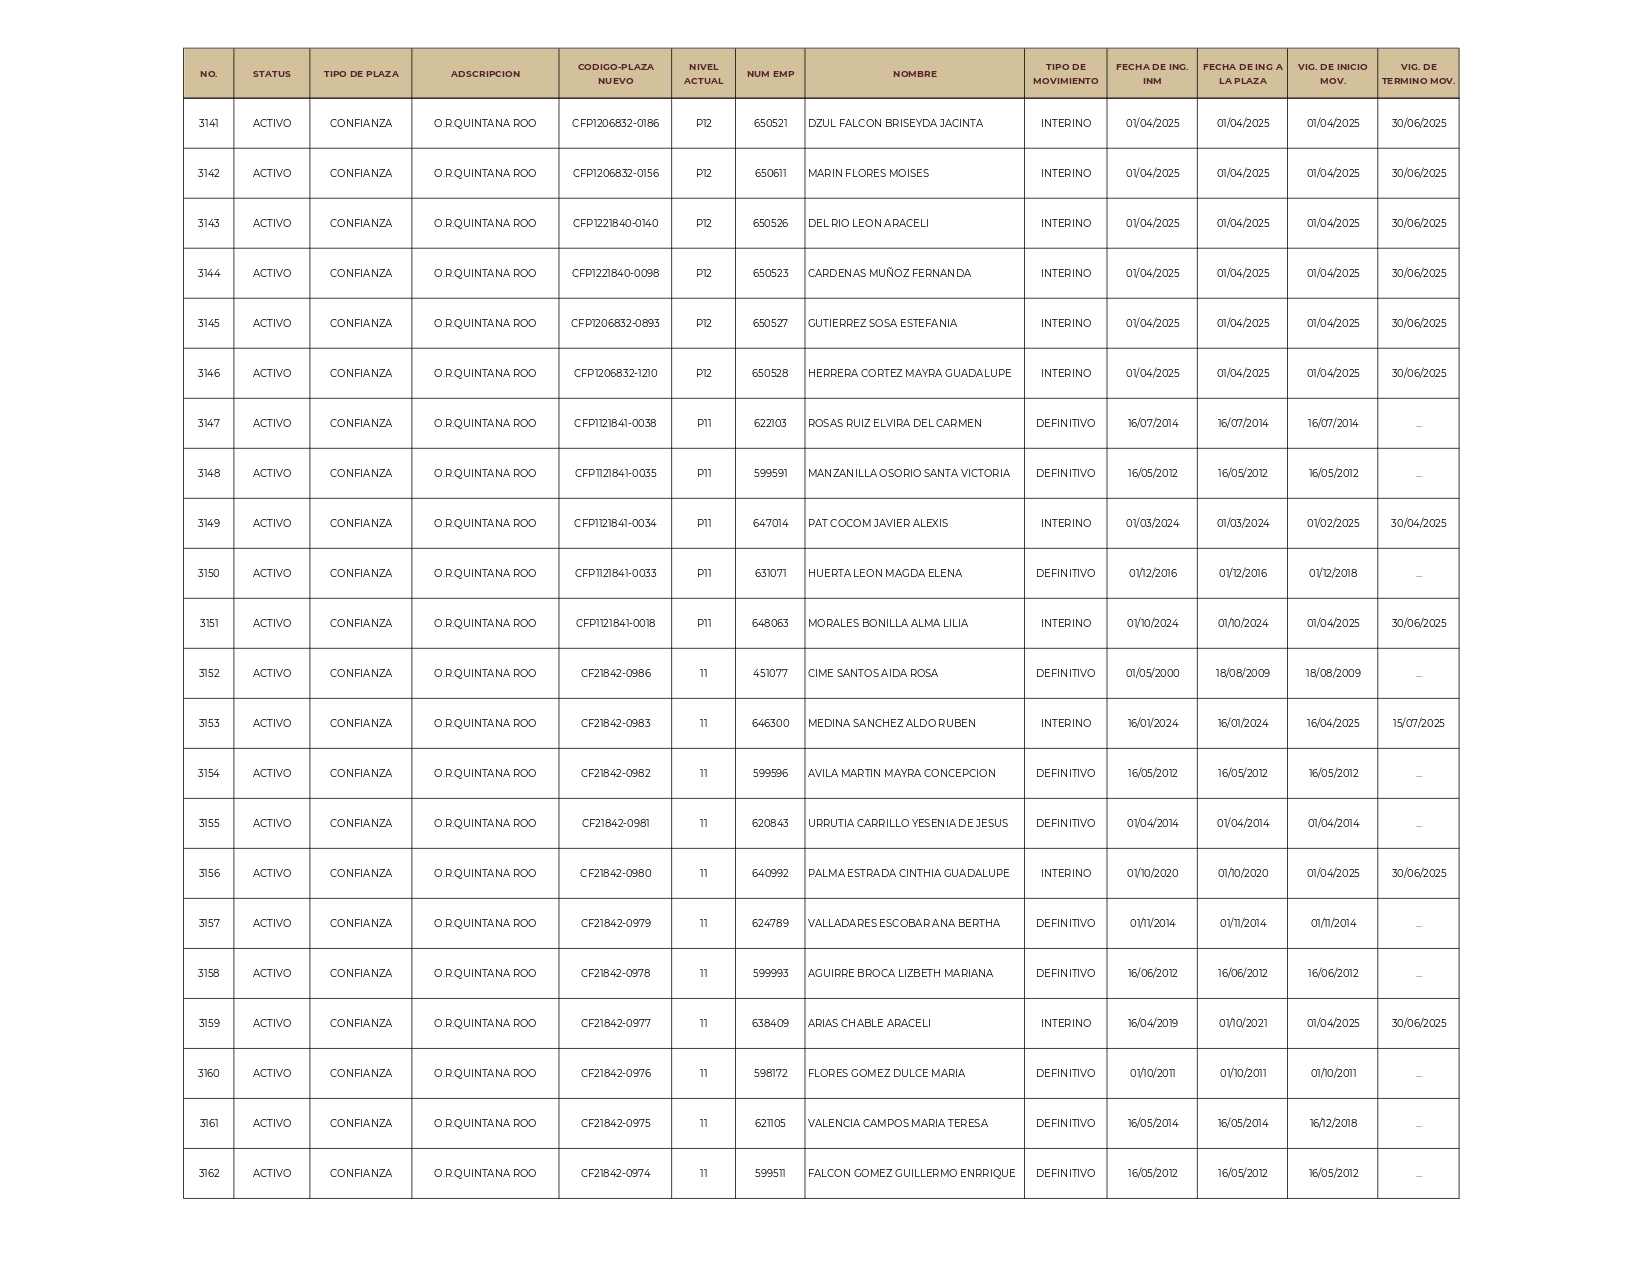 NO. STATUS TIPO DE PLAZA ADSCRIPCION CODIGO-PLAZA NUEVO NIVEL ACTUAL NUM EMP NOMBRE TIPO DE MOVIMIENTO FECHA DE ING. INM FECHA DE ING A LA PLAZA VIG. DE INICIO MOV. VIG. DE TERMINO MOV.
3141 ACTIVO CONFIANZA O.R.QUINTANA ROO CFP1206832-0186 P12 650521 DZUL FALCON BRISEYDA JACINTA INTERINO 01/04/2025 01/04/2025 01/04/2025 30/06/2025
3142 ACTIVO CONFIANZA O.R.QUINTANA ROO CFP1206832-0156 P12 650611 MARIN FLORES MOISES INTERINO 01/04/2025 01/04/2025 01/04/2025 30/06/2025
3143 ACTIVO CONFIANZA O.R.QUINTANA ROO CFP1221840-0140 P12 650526 DEL RIO LEON ARACELI INTERINO 01/04/2025 01/04/2025 01/04/2025 30/06/2025
3144 ACTIVO CONFIANZA O.R.QUINTANA ROO CFP1221840-0098 P12 650523 CARDENAS MUÑOZ FERNANDA INTERINO 01/04/2025 01/04/2025 01/04/2025 30/06/2025
3145 ACTIVO CONFIANZA O.R.QUINTANA ROO CFP1206832-0893 P12 650527 GUTIERREZ SOSA ESTEFANIA INTERINO 01/04/2025 01/04/2025 01/04/2025 30/06/2025
3146 ACTIVO CONFIANZA O.R.QUINTANA ROO CFP1206832-1210 P12 650528 HERRERA CORTEZ MAYRA GUADALUPE INTERINO 01/04/2025 01/04/2025 01/04/2025 30/06/2025
3147 ACTIVO CONFIANZA O.R.QUINTANA ROO CFP1121841-0038 P11 622103 ROSAS RUIZ ELVIRA DEL CARMEN DEFINITIVO 16/07/2014 16/07/2014 16/07/2014 ...
3148 ACTIVO CONFIANZA O.R.QUINTANA ROO CFP1121841-0035 P11 599591 MANZANILLA OSORIO SANTA VICTORIA DEFINITIVO 16/05/2012 16/05/2012 16/05/2012 ...
3149 ACTIVO CONFIANZA O.R.QUINTANA ROO CFP1121841-0034 P11 647014 PAT COCOM JAVIER ALEXIS INTERINO 01/03/2024 01/03/2024 01/02/2025 30/04/2025
3150 ACTIVO CONFIANZA O.R.QUINTANA ROO CFP1121841-0033 P11 631071 HUERTA LEON MAGDA ELENA DEFINITIVO 01/12/2016 01/12/2016 01/12/2018 ...
3151 ACTIVO CONFIANZA O.R.QUINTANA ROO CFP1121841-0018 P11 648063 MORALES BONILLA ALMA LILIA INTERINO 01/10/2024 01/10/2024 01/04/2025 30/06/2025
3152 ACTIVO CONFIANZA O.R.QUINTANA ROO CF21842-0986 11 451077 CIME SANTOS AIDA ROSA DEFINITIVO 01/05/2000 18/08/2009 18/08/2009 ...
3153 ACTIVO CONFIANZA O.R.QUINTANA ROO CF21842-0983 11 646300 MEDINA SANCHEZ ALDO RUBEN INTERINO 16/01/2024 16/01/2024 16/04/2025 15/07/2025
3154 ACTIVO CONFIANZA O.R.QUINTANA ROO CF21842-0982 11 599596 AVILA MARTIN MAYRA CONCEPCION DEFINITIVO 16/05/2012 16/05/2012 16/05/2012 ...
3155 ACTIVO CONFIANZA O.R.QUINTANA ROO CF21842-0981 11 620843 URRUTIA CARRILLO YESENIA DE JESUS DEFINITIVO 01/04/2014 01/04/2014 01/04/2014 ...
3156 ACTIVO CONFIANZA O.R.QUINTANA ROO CF21842-0980 11 640992 PALMA ESTRADA CINTHIA GUADALUPE INTERINO 01/10/2020 01/10/2020 01/04/2025 30/06/2025
3157 ACTIVO CONFIANZA O.R.QUINTANA ROO CF21842-0979 11 624789 VALLADARES ESCOBAR ANA BERTHA DEFINITIVO 01/11/2014 01/11/2014 01/11/2014 ...
3158 ACTIVO CONFIANZA O.R.QUINTANA ROO CF21842-0978 11 599993 AGUIRRE BROCA LIZBETH MARIANA DEFINITIVO 16/06/2012 16/06/2012 16/06/2012 ...
3159 ACTIVO CONFIANZA O.R.QUINTANA ROO CF21842-0977 11 638409 ARIAS CHABLE ARACELI INTERINO 16/04/2019 01/10/2021 01/04/2025 30/06/2025
3160 ACTIVO CONFIANZA O.R.QUINTANA ROO CF21842-0976 11 598172 FLORES GOMEZ DULCE MARIA DEFINITIVO 01/10/2011 01/10/2011 01/10/2011 ...
3161 ACTIVO CONFIANZA O.R.QUINTANA ROO CF21842-0975 11 621105 VALENCIA CAMPOS MARIA TERESA DEFINITIVO 16/05/2014 16/05/2014 16/12/2018 ...
3162 ACTIVO CONFIANZA O.R.QUINTANA ROO CF21842-0974 11 599511 FALCON GOMEZ GUILLERMO ENRRIQUE DEFINITIVO 16/05/2012 16/05/2012 16/05/2012 ...